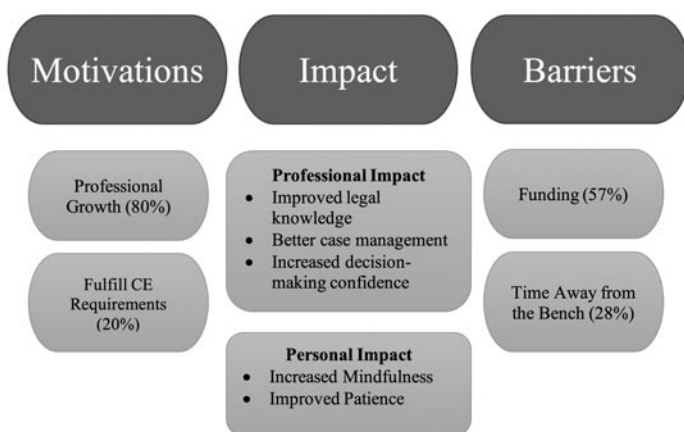 Motivations
Impact
Barriers
Professional
Growth (80%)
Fulfill CE
Requirements
(20%)
Professional Impact
• Improved legal
knowledge
• Better case management
• Increased decision-
making confidence
Personal Impact
• Increased Mindfulness
• Improved Patience
Funding (57%)
Time Away from
the Bench (28%)